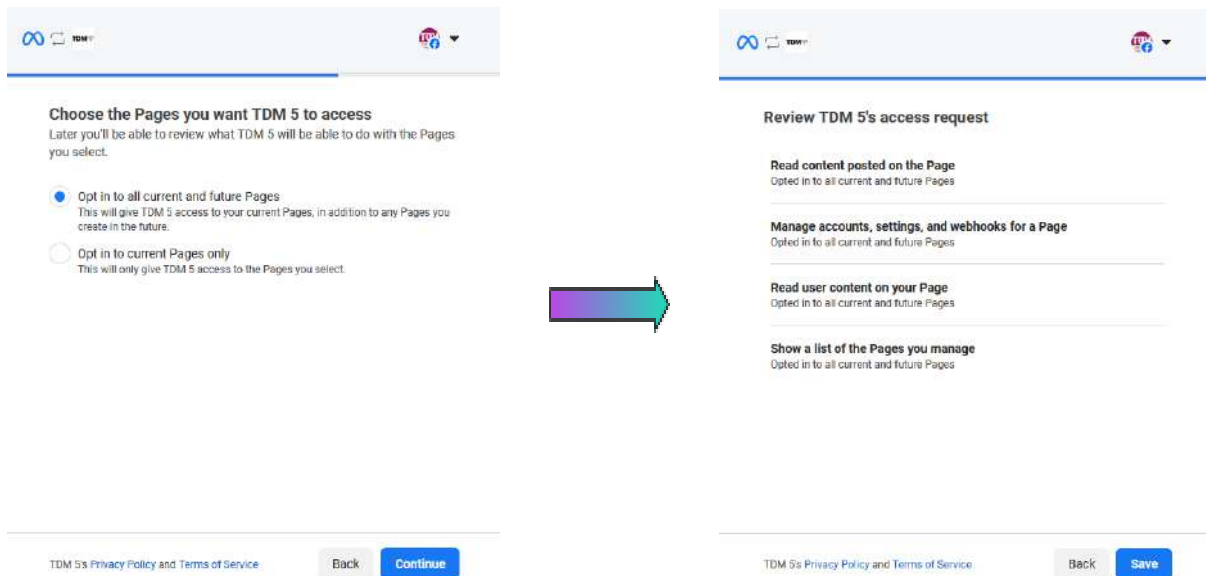 TDM
Choose the Pages you want TDM 5 to access
Later you'll be able to review what TDM 5 will be able to do with the Pages
you select.
Opt in to all current and future Pages
This will give TDM 5 access to your current Pages, in addition to any Pages you
create in the future.
Opt in to current Pages only
This will only give TDM 5 access to the Pages you select.
TDM 5's Privacy Policy and Terms of Service
Back
Continue
TDM
Review TDM 5's access request
Read content posted on the Page
Opted in to all current and future Pages
Manage accounts, settings, and webhooks for a Page
Opted in to all current and future Pages
Read user content on your Page
Opted in to all current and future Pages
Show a list of the Pages you manage
Opted in to all current and future Pages
TDM 5's Privacy Policy and Terms of Service
Back
Save